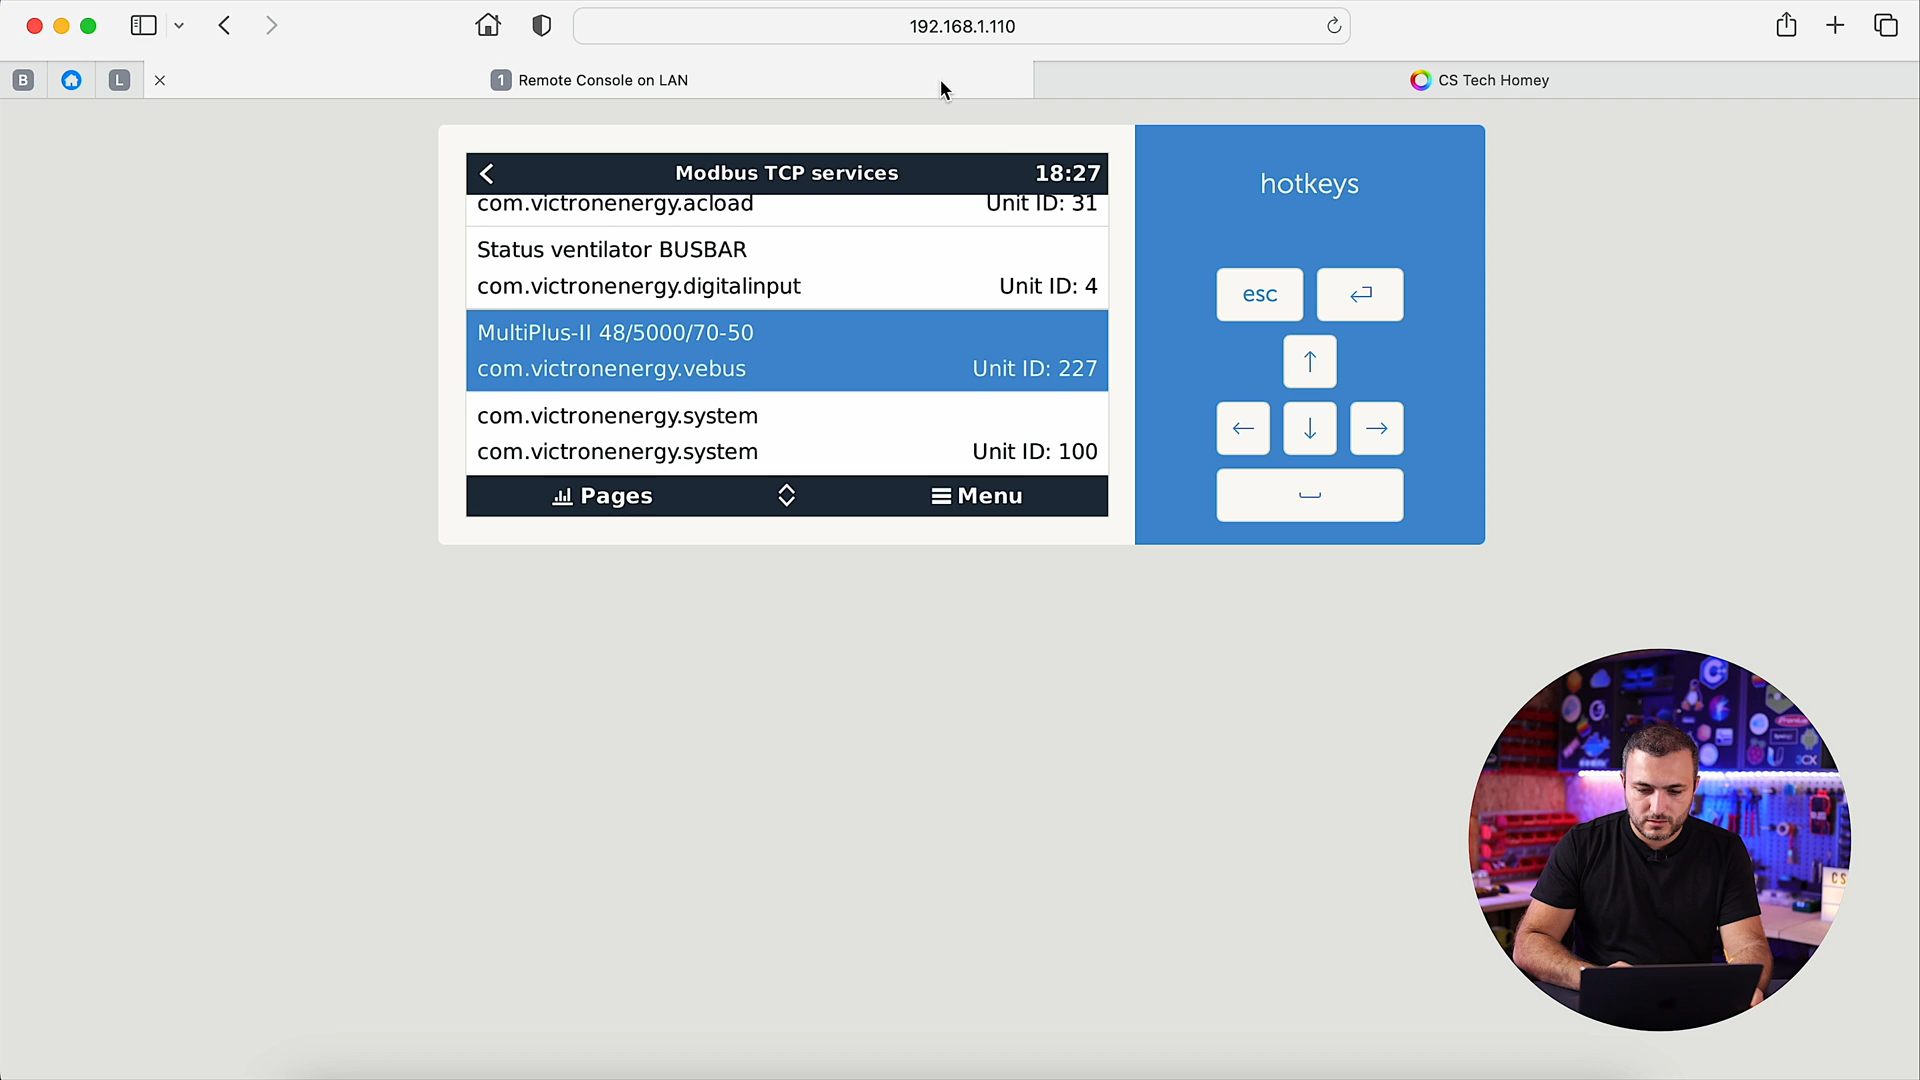 192.168.1.110
B
L
1 Remote Console on LAN
CS Tech Homey
Modbus TCP services 18:27
com.victronenergy.acload Unit ID: 31
Status ventilator BUSBAR
com.victronenergy.digitalinput Unit ID: 4
MultiPlus-II 48/5000/70-50
com.victronenergy.vebus Unit ID: 227
com.victronenergy.system
com.victronenergy.system Unit ID: 100
Pages
Menu
hotkeys
esc
3CX
CS